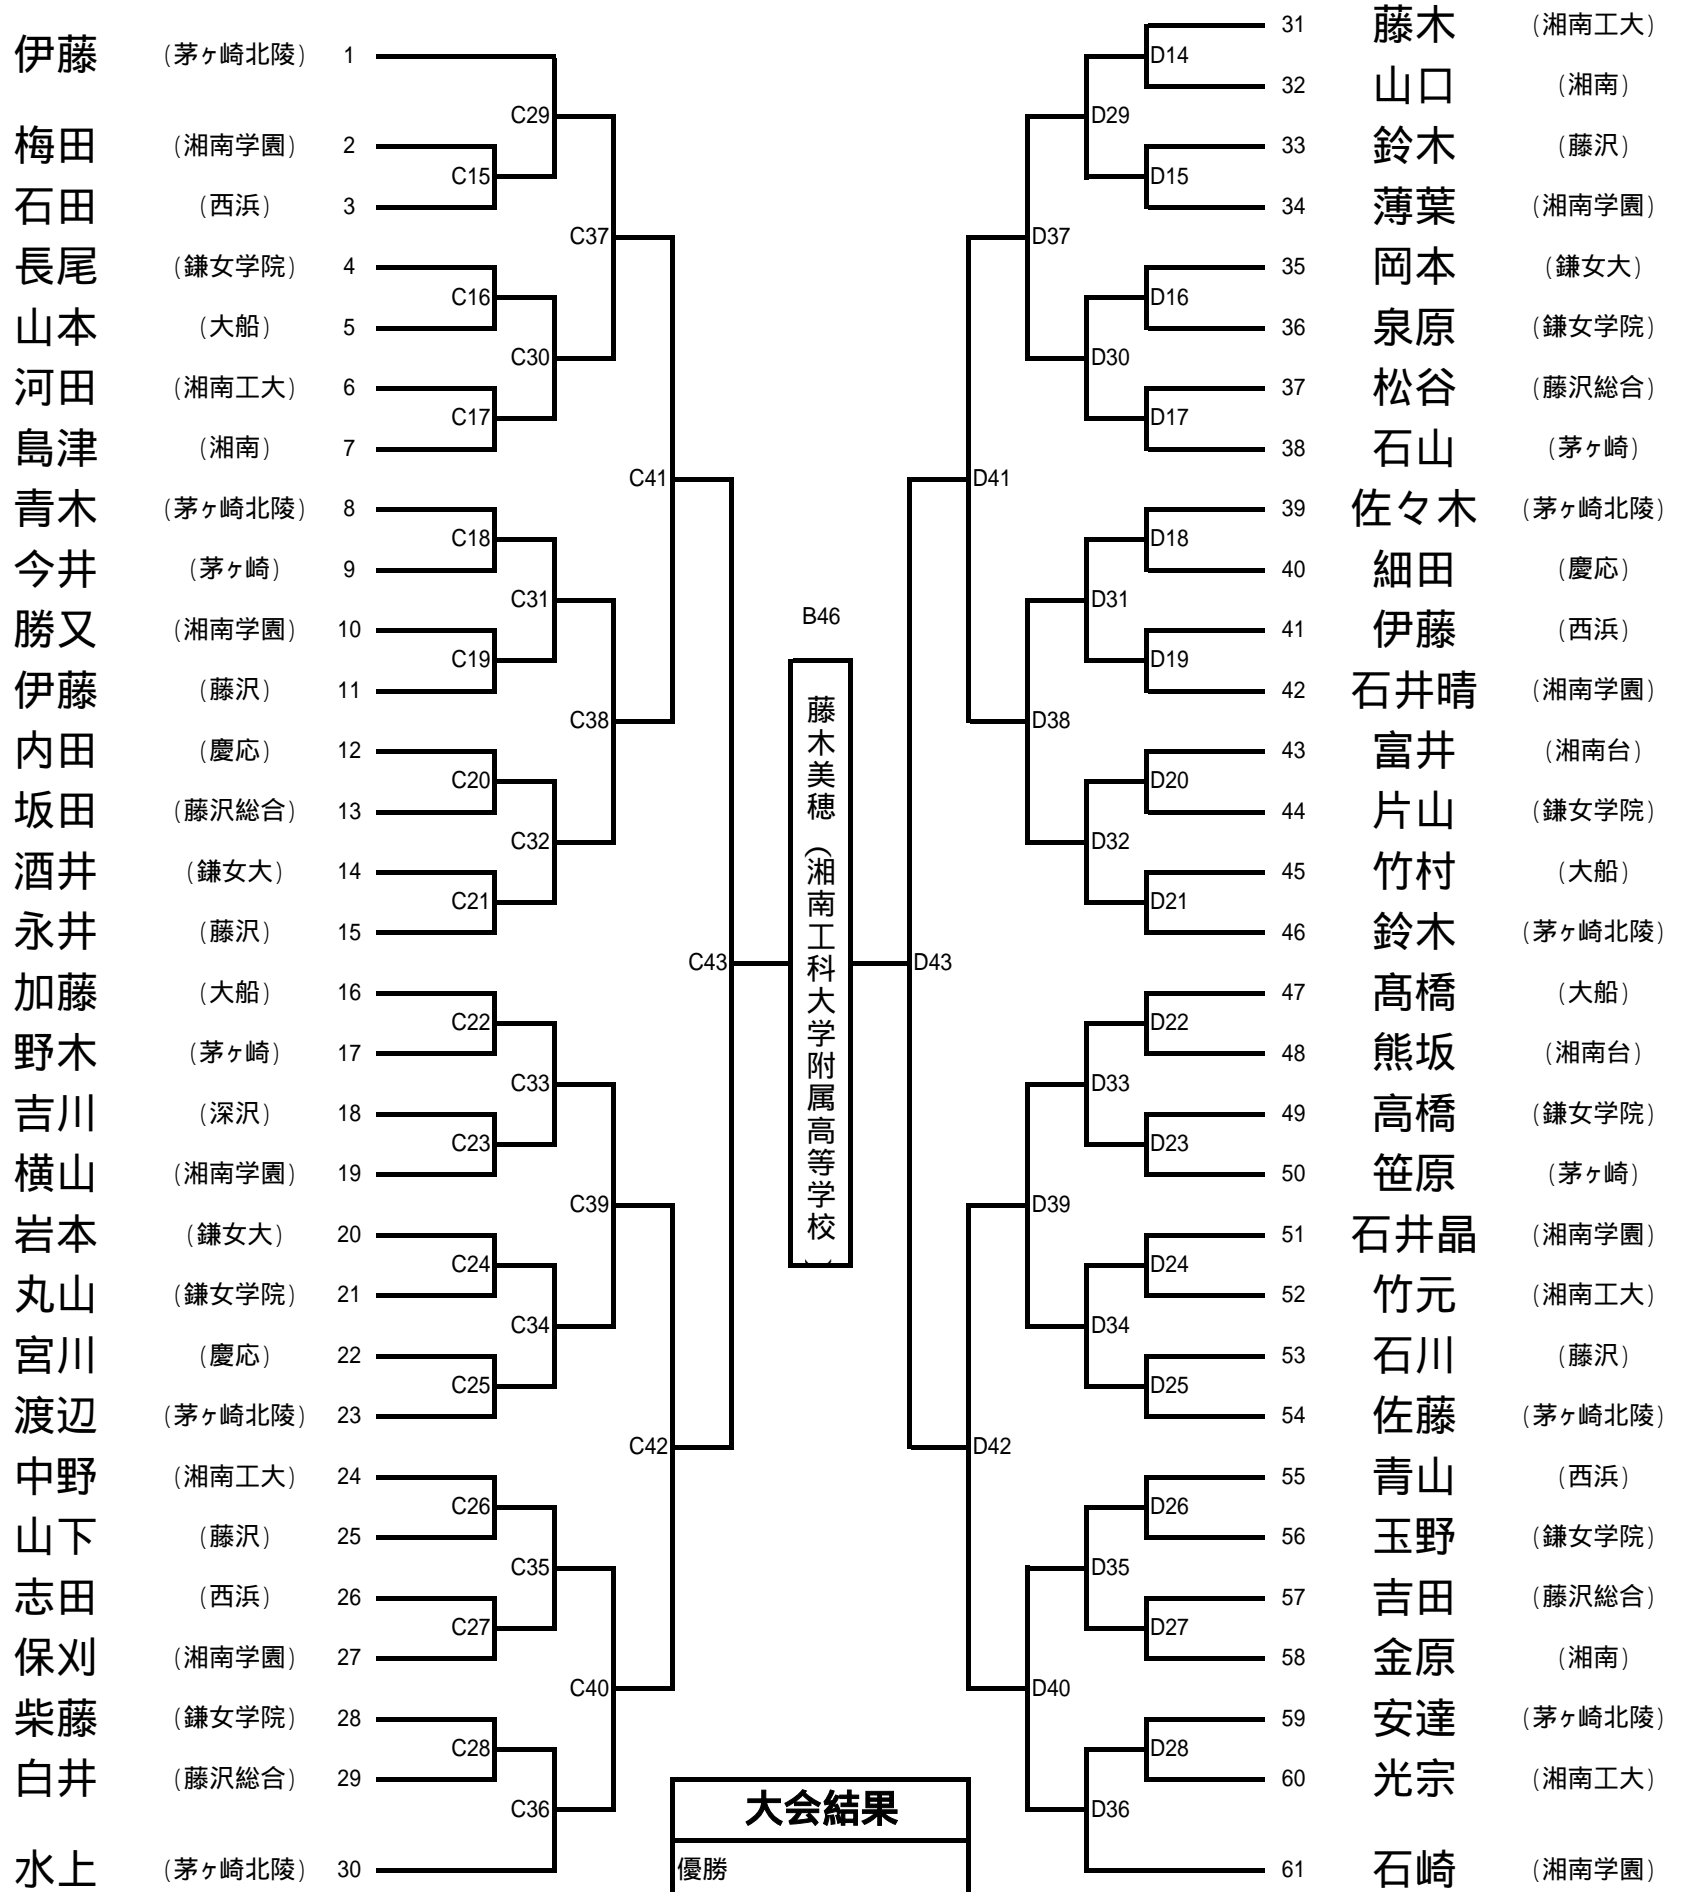 伊藤 (茅ヶ崎北陵) 1
梅田 (湘南学園) 2
石田 (西浜) 3
長尾 (鎌女学院) 4
山本 (大船) 5
河田 (湘南工大) 6
島津 (湘南) 7
青木 (茅ヶ崎北陵) 8
今井 (茅ヶ崎) 9
勝又 (湘南学園) 10
伊藤 (藤沢) 11
内田 (慶応) 12
坂田 (藤沢総合) 13
酒井 (鎌女大) 14
永井 (藤沢) 15
加藤 (大船) 16
野木 (茅ヶ崎) 17
吉川 (深沢) 18
横山 (湘南学園) 19
岩本 (鎌女大) 20
丸山 (鎌女学院) 21
宮川 (慶応) 22
渡辺 (茅ヶ崎北陵) 23
中野 (湘南工大) 24
山下 (藤沢) 25
志田 (西浜) 26
保刈 (湘南学園) 27
柴藤 (鎌女学院) 28
白井 (藤沢総合) 29
水上 (茅ヶ崎北陵) 30
C15
C16
C17
C18
C19
C20
C21
C22
C23
C24
C25
C26
C27
C28
C29
C30
C31
C32
C33
C34
C35
C36
C37
C38
C39
C40
C41
C42
C43
B46
藤木美穂（湘南工科大学附属高等学校）
D43
D41
D42
D37
D38
D39
D40
D29
D30
D31
D32
D33
D34
D35
D36
D14
D15
D16
D17
D18
D19
D20
D21
D22
D23
D24
D25
D26
D27
D28
31 藤木 (湘南工大)
32 山口 (湘南)
33 鈴木 (藤沢)
34 薄葉 (湘南学園)
35 岡本 (鎌女大)
36 泉原 (鎌女学院)
37 松谷 (藤沢総合)
38 石山 (茅ヶ崎)
39 佐々木 (茅ヶ崎北陵)
40 細田 (慶応)
41 伊藤 (西浜)
42 石井晴 (湘南学園)
43 富井 (湘南台)
44 片山 (鎌女学院)
45 竹村 (大船)
46 鈴木 (茅ヶ崎北陵)
47 髙橋 (大船)
48 熊坂 (湘南台)
49 高橋 (鎌女学院)
50 笹原 (茅ヶ崎)
51 石井晶 (湘南学園)
52 竹元 (湘南工大)
53 石川 (藤沢)
54 佐藤 (茅ヶ崎北陵)
55 青山 (西浜)
56 玉野 (鎌女学院)
57 吉田 (藤沢総合)
58 金原 (湘南)
59 安達 (茅ヶ崎北陵)
60 光宗 (湘南工大)
61 石崎 (湘南学園)
大会結果
優勝